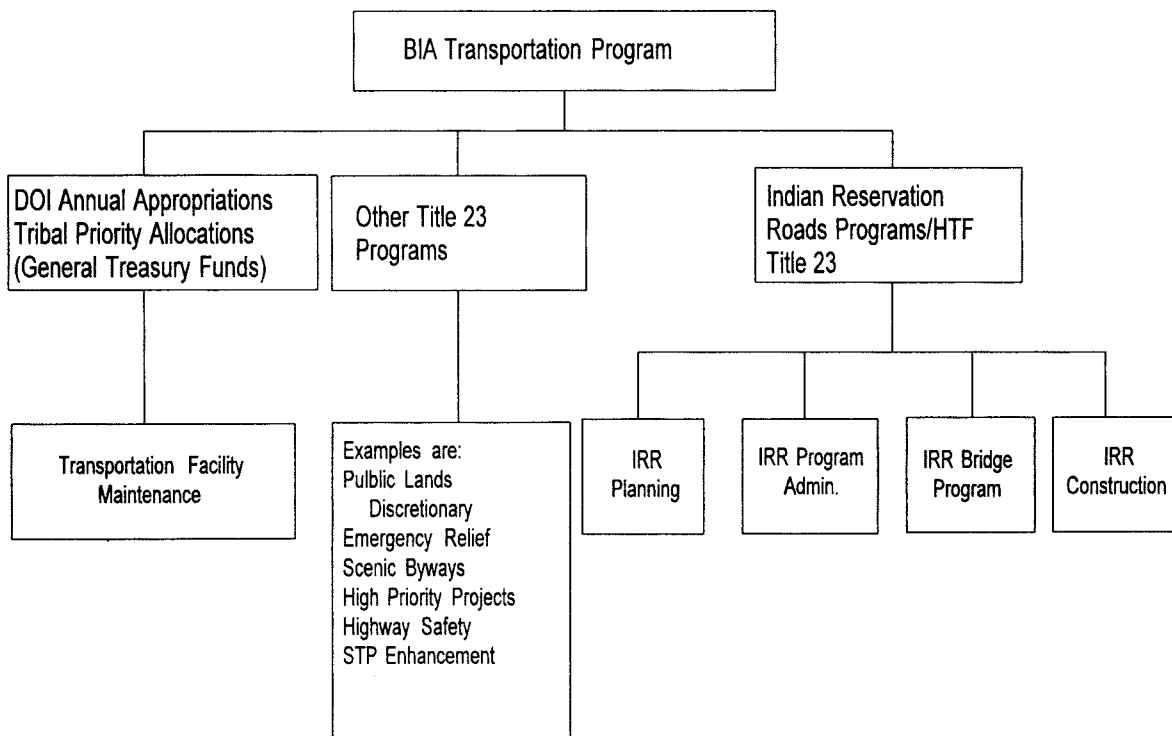 BIA Transportation Program
DOI Annual Appropriations
Tribal Priority Allocations
(General Treasury Funds)
Other Title 23
Programs
Indian Reservation
Roads Programs/HTF
Title 23
Transportation Facility
Maintenance
Examples are:
Pulblic Lands
Discretionary
Emergency Relief
Scenic Byways
High Priority Projects
Highway Safety
STP Enhancement
IRR
Planning
IRR Program
Admin.
IRR Bridge
Program
IRR
Construction